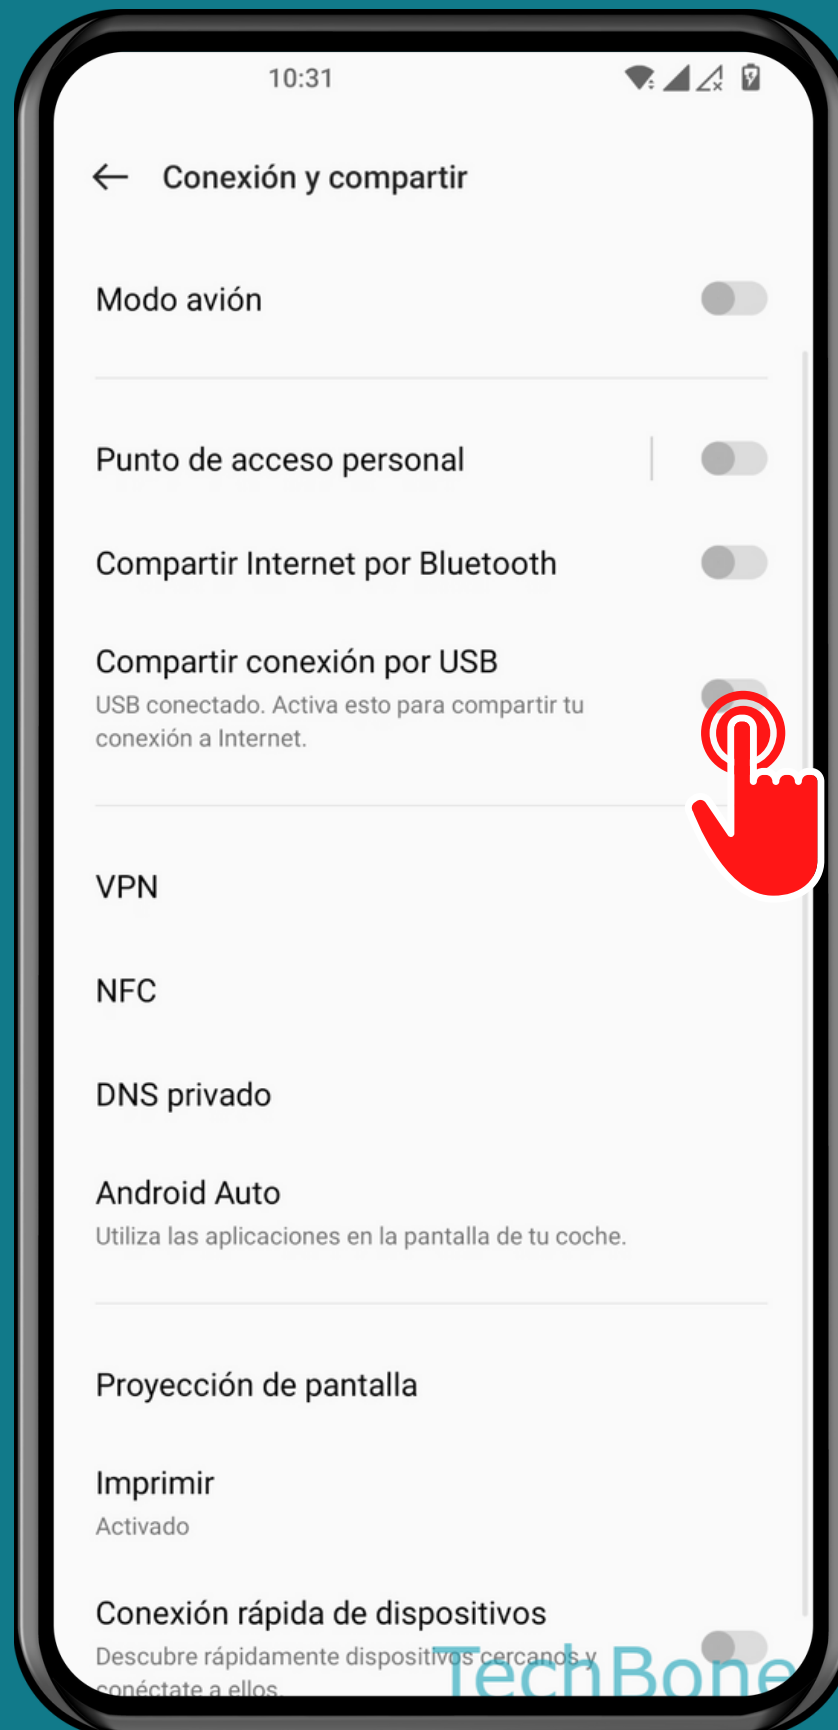 10:31
Conexión y compartir
Modo avión
Punto de acceso personal
Compartir Internet por Bluetooth
Compartir conexión por USB
USB conectado. Activa esto para compartir tu
conexión a Internet.
VPN
NFC
DNS privado
Android Auto
Utiliza las aplicaciones en la pantalla de tu coche.
Proyección de pantalla
Imprimir
Activado
Conexión rápida de dispositivos
Descubre rápidamente dispositivos cercanos y
conéctate a ellos.
TechBone